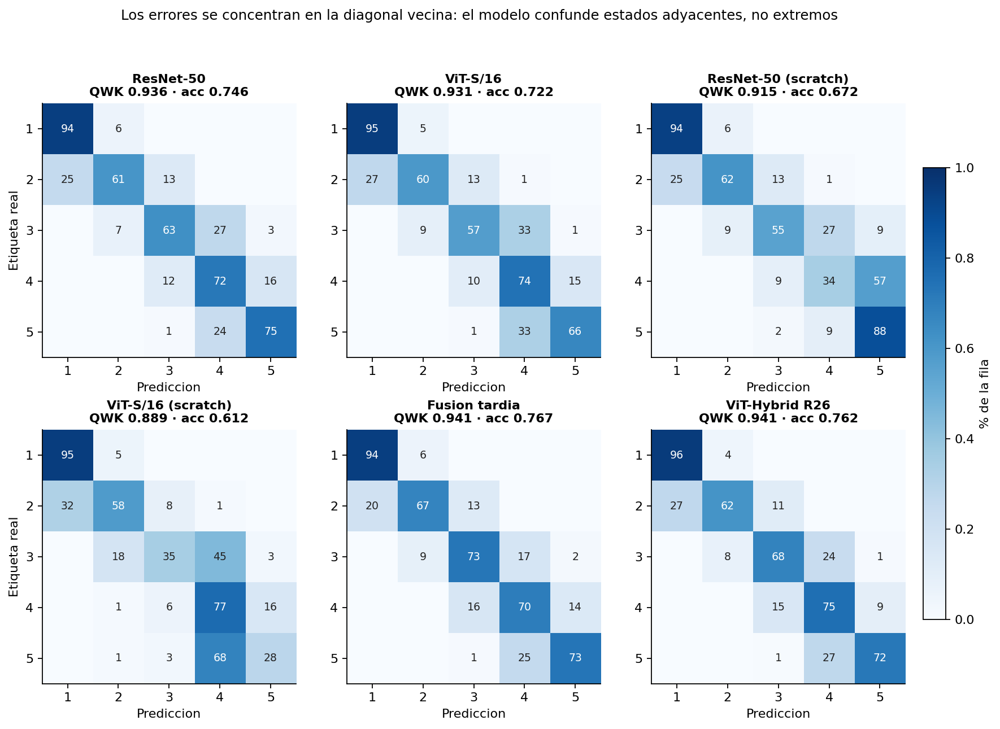 Los errores se concentran en la diagonal vecina: el modelo confunde estados adyacentes, no extremos
ResNet-50
QWK 0.936 · acc 0.746
1 94 6
2 25 61 13
3 7 63 27 3
4 12 72 16
5 1 24 75
1 2 3 4 5
Prediccion
Etiqueta real
ViT-S/16
QWK 0.931 · acc 0.722
1 95 5
2 27 60 13 1
3 9 57 33 1
4 10 74 15
5 1 33 66
1 2 3 4 5
Prediccion
ResNet-50 (scratch)
QWK 0.915 · acc 0.672
1 94 6
2 25 62 13 1
3 9 55 27 9
4 9 34 57
5 2 9 88
1 2 3 4 5
Prediccion
ViT-S/16 (scratch)
QWK 0.889 · acc 0.612
1 95 5
2 32 58 8 1
3 18 35 45 3
4 1 6 77 16
5 1 3 68 28
1 2 3 4 5
Prediccion
Etiqueta real
Fusion tardia
QWK 0.941 · acc 0.767
1 94 6
2 20 67 13
3 9 73 17 2
4 16 70 14
5 1 25 73
1 2 3 4 5
Prediccion
ViT-Hybrid R26
QWK 0.941 · acc 0.762
1 96 4
2 27 62 11
3 8 68 24 1
4 15 75 9
5 1 27 72
1 2 3 4 5
Prediccion
1.0
0.8
0.6
0.4
0.2
0.0
% de la fila